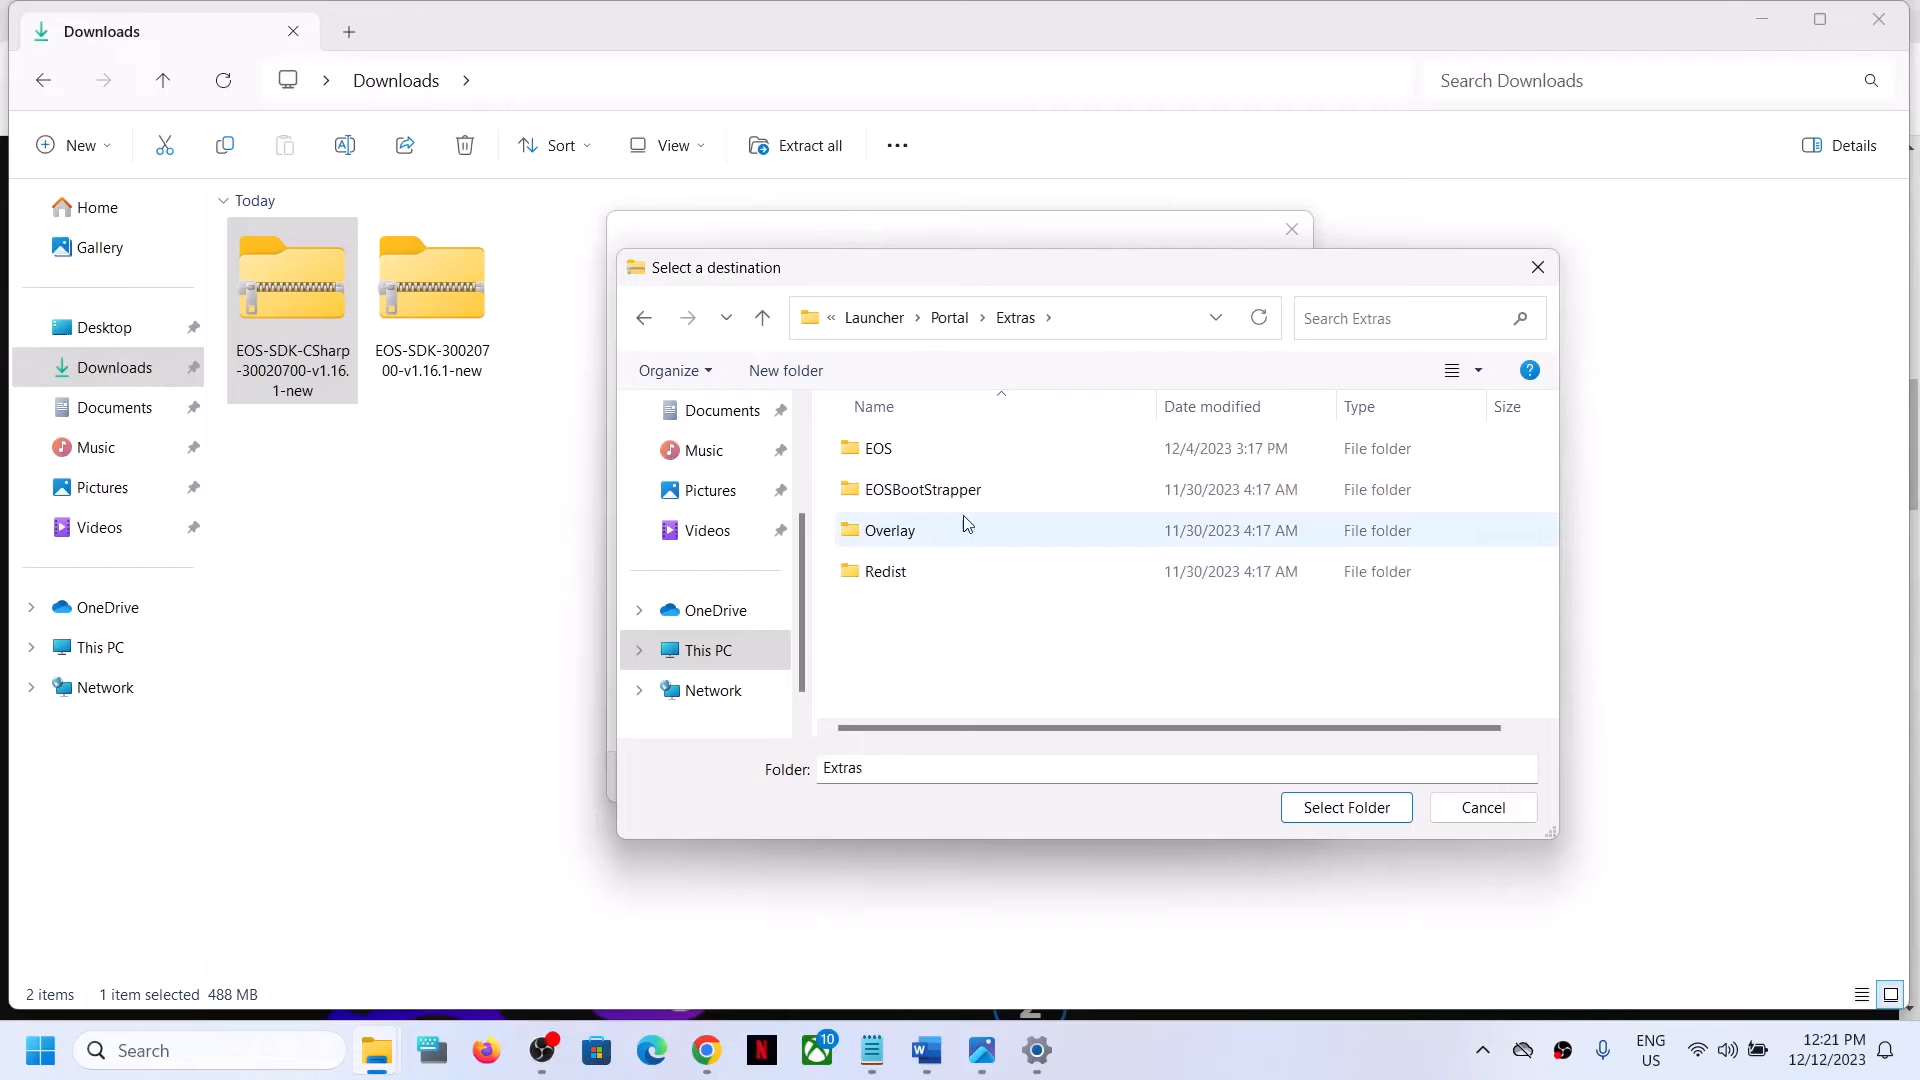 Downloads
Downloads
Search Downloads
New
Sort
View
Extract all
Details
Home
Gallery
Desktop
Downloads
Documents
Music
Pictures
Videos
OneDrive
This PC
Network
Today
EOS-SDK-CSharp
-30020700-v1.16.
1-new
EOS-SDK-300207
00-v1.16.1-new
Select a destination
« Launcher > Portal > Extras >
Search Extras
Organize
New folder
Documents
Music
Pictures
Videos
OneDrive
This PC
Network
Name Date modified Type Size
EOS 12/4/2023 3:17 PM File folder
EOSBootStrapper 11/30/2023 4:17 AM File folder
Overlay 11/30/2023 4:17 AM File folder
Redist 11/30/2023 4:17 AM File folder
Folder: Extras
Select Folder
Cancel
2 items 1 item selected 488 MB
Search
10
ENG
US
12:21 PM
12/12/2023